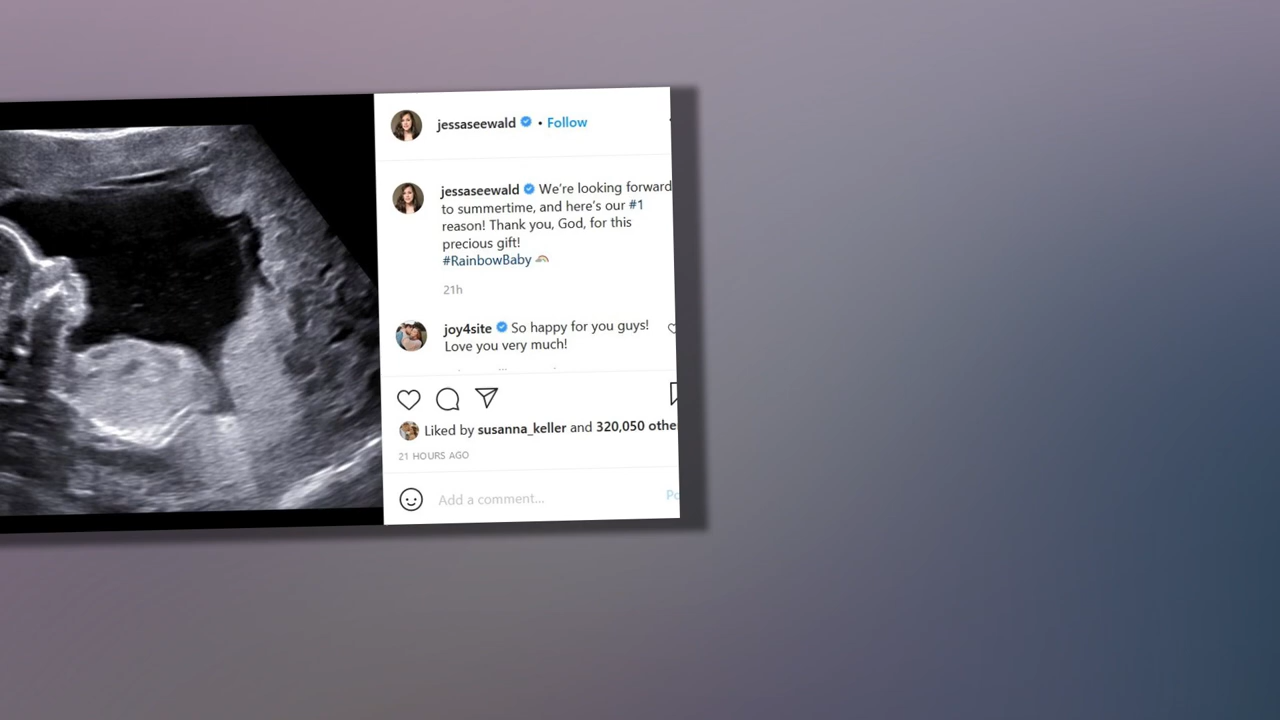 jessaseewald • Follow
jessaseewald We're looking forward
to summertime, and here's our #1
reason! Thank you, God, for this
precious gift!
#RainbowBaby
21h
joy4site So happy for you guys!
Love you very much!
Liked by susanna_keller and 320,050 othe
21 HOURS AGO
Add a comment... Po